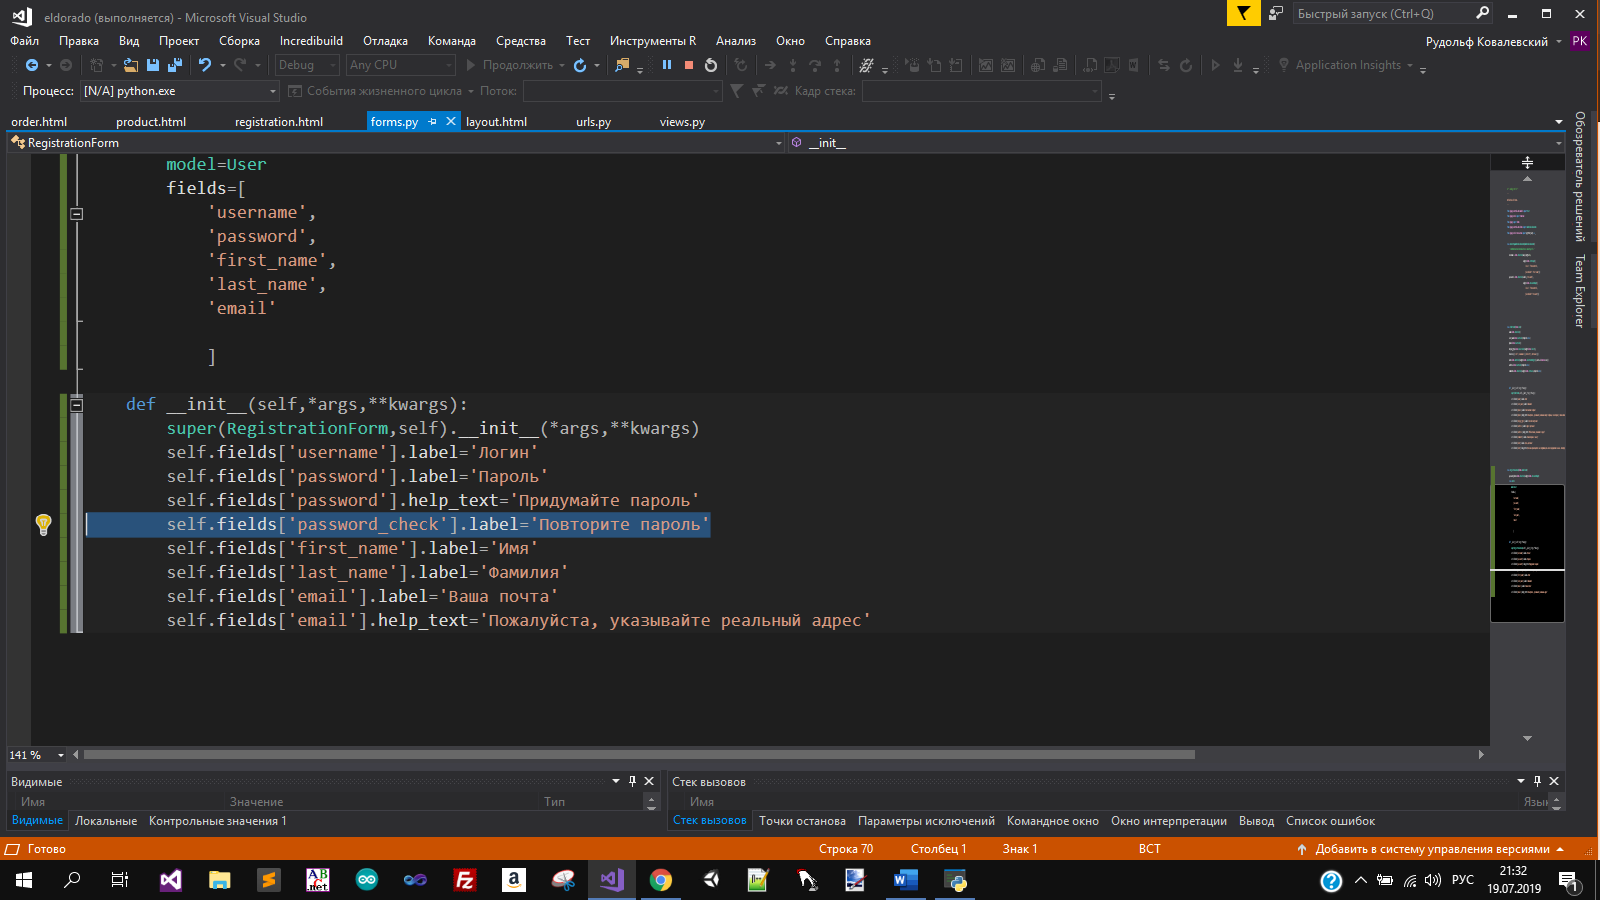 eldorado (выполняется) - Microsoft Visual Studio
Быстрый запуск (Ctrl+Q)
Файл Правка Вид Проект Сборка Incredibuild Отладка Команда Средства Тест Инструменты R Анализ Окно Справка
Рудольф Ковалевский РК
Debug Any CPU Продолжить Application Insights
Процесс: [N/A] python.exe События жизненного цикла Поток: Кадр стека:
order.html product.html registration.html forms.py layout.html urls.py views.py
RegistrationForm __init__
model=User
fields=[
'username',
'password',
'first_name',
'last_name',
'email'
]
def __init__(self,*args,**kwargs):
super(RegistrationForm,self).__init__(*args,**kwargs)
self.fields['username'].label='Логин'
self.fields['password'].label='Пароль'
self.fields['password'].help_text='Придумайте пароль'
self.fields['password_check'].label='Повторите пароль'
self.fields['first_name'].label='Имя'
self.fields['last_name'].label='Фамилия'
self.fields['email'].label='Ваша почта'
self.fields['email'].help_text='Пожалуйста, указывайте реальный адрес'
Обозреватель решений
Team Explorer
141 %
Видимые
Имя Значение Тип
Видимые Локальные Контрольные значения 1
Стек вызовов
Имя Язык
Стек вызовов Точки останова Параметры исключений Командное окно Окно интерпретации Вывод Список ошибок
Готово Строка 70 Столбец 1 Знак 1 ВСТ Добавить в систему управления версиями
РУС
21:32
19.07.2019
1